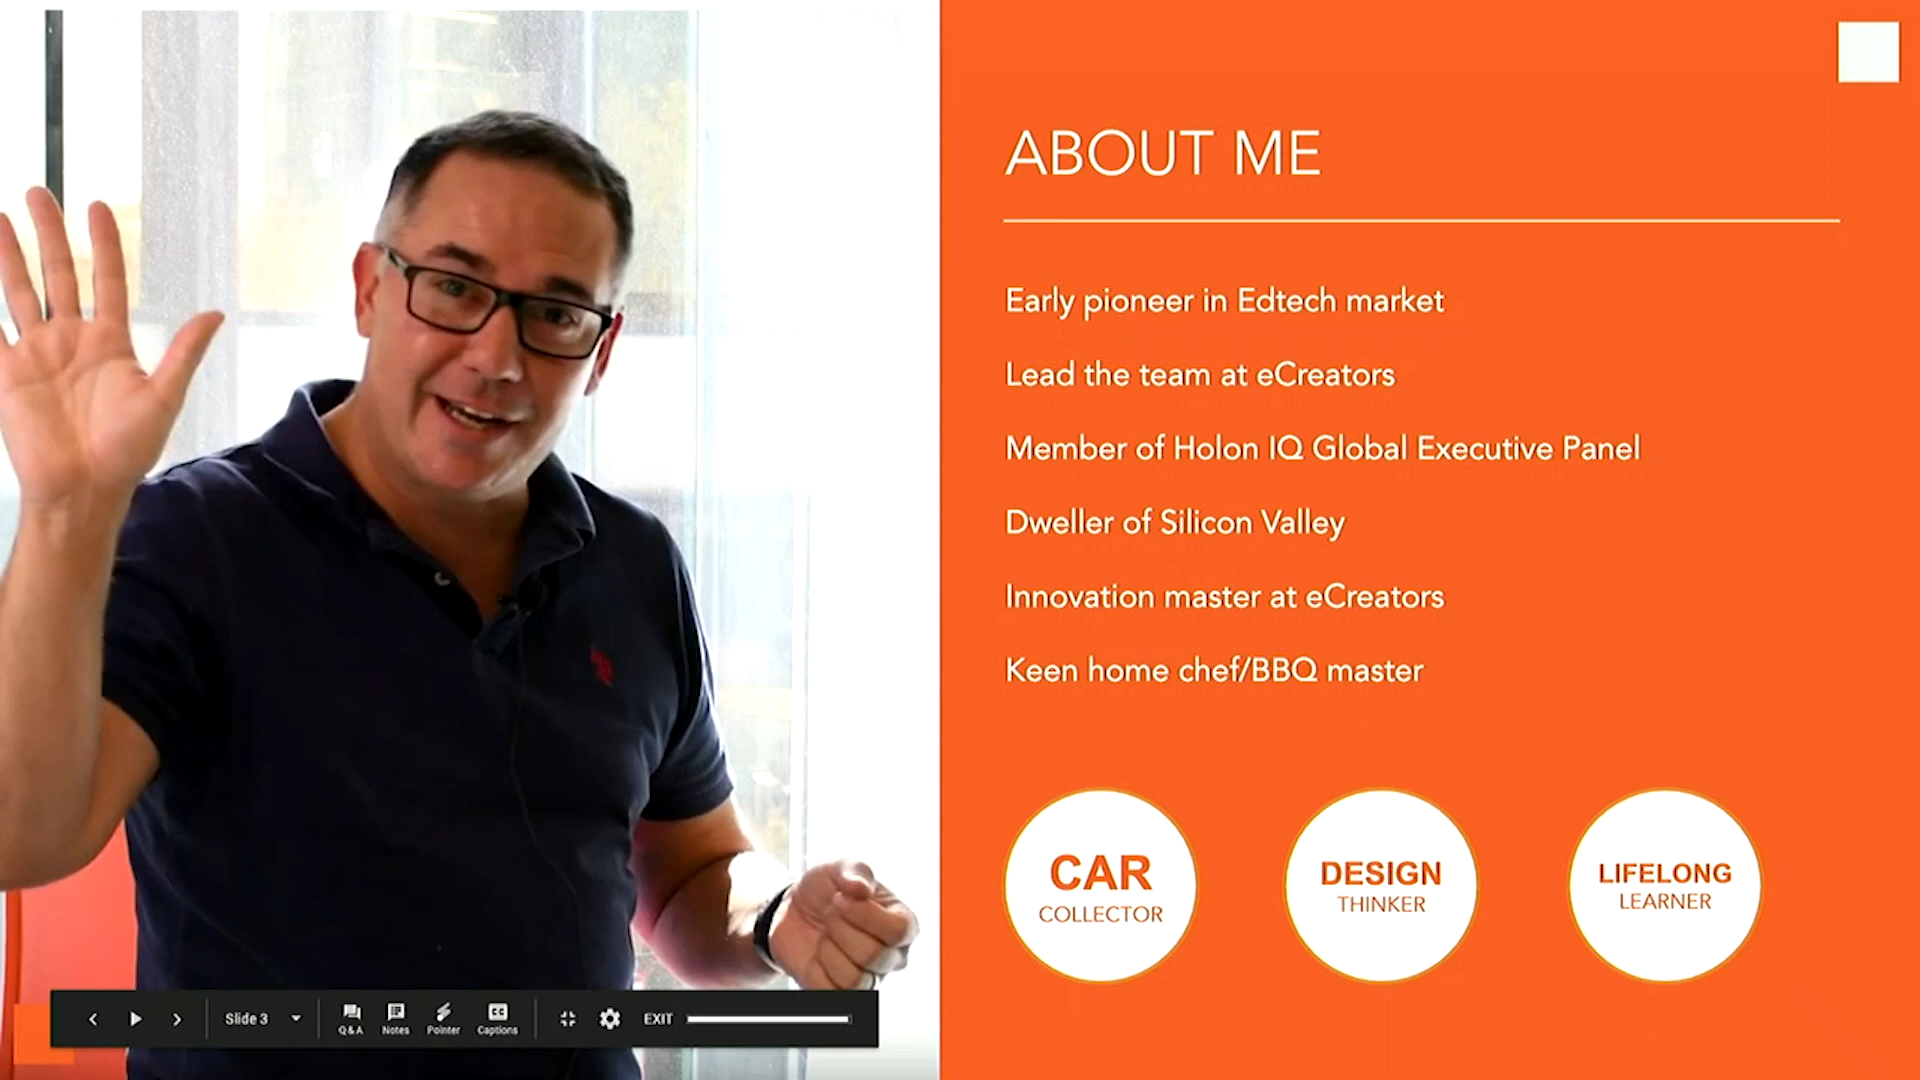 ABOUT ME
Early pioneer in Edtech market
Lead the team at eCreators
Member of Holon IQ Global Executive Panel
Dweller of Silicon Valley
Innovation master at eCreators
Keen home chef/BBQ master
CAR
COLLECTOR
DESIGN
THINKER
LIFELONG
LEARNER
Slide 3
Q&A
Notes
Pointer
CC
Captions
EXIT